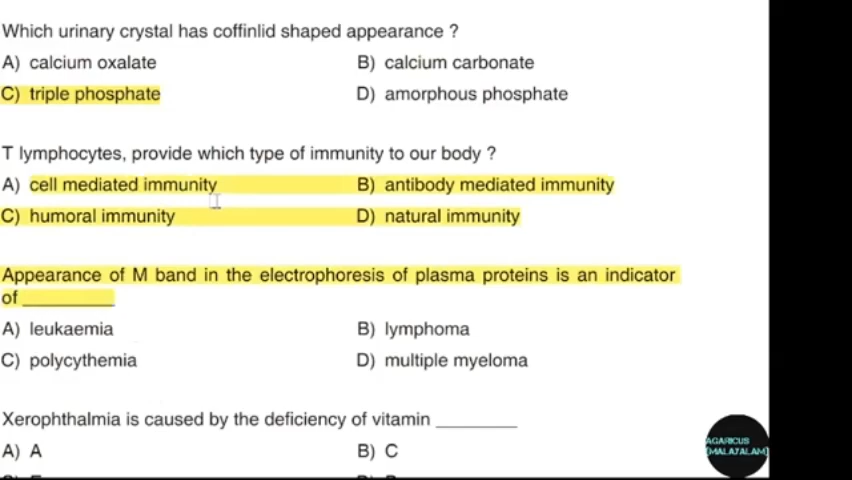 Which urinary crystal has coffinlid shaped appearance ?
A) calcium oxalate B) calcium carbonate
C) triple phosphate D) amorphous phosphate
T lymphocytes, provide which type of immunity to our body ?
A) cell mediated immunity B) antibody mediated immunity
C) humoral immunity D) natural immunity
Appearance of M band in the electrophoresis of plasma proteins is an indicator
of ________
A) leukaemia B) lymphoma
C) polycythemia D) multiple myeloma
Xerophthalmia is caused by the deficiency of vitamin ________
A) A B) C
AGARICUS
(MALAYALAM)